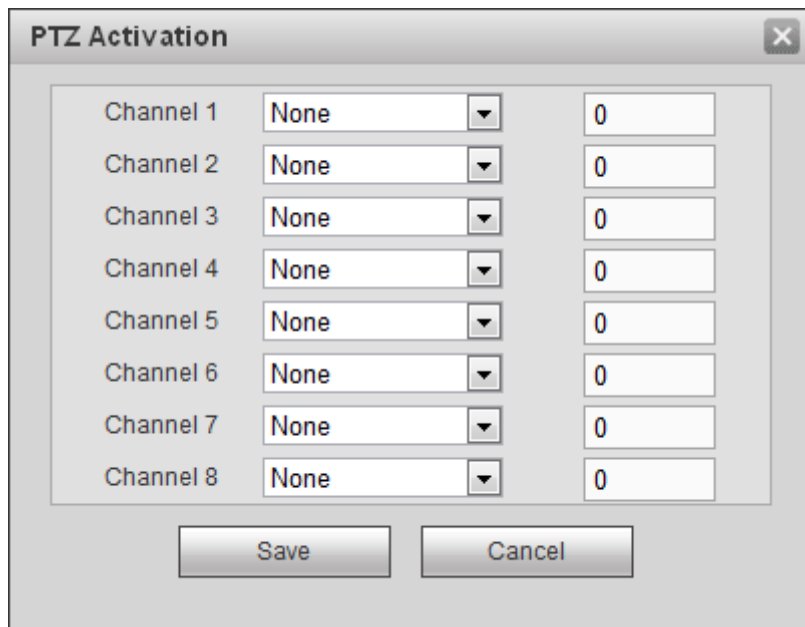 PTZ Activation
Channel 1 None 0
Channel 2 None 0
Channel 3 None 0
Channel 4 None 0
Channel 5 None 0
Channel 6 None 0
Channel 7 None 0
Channel 8 None 0
Save Cancel